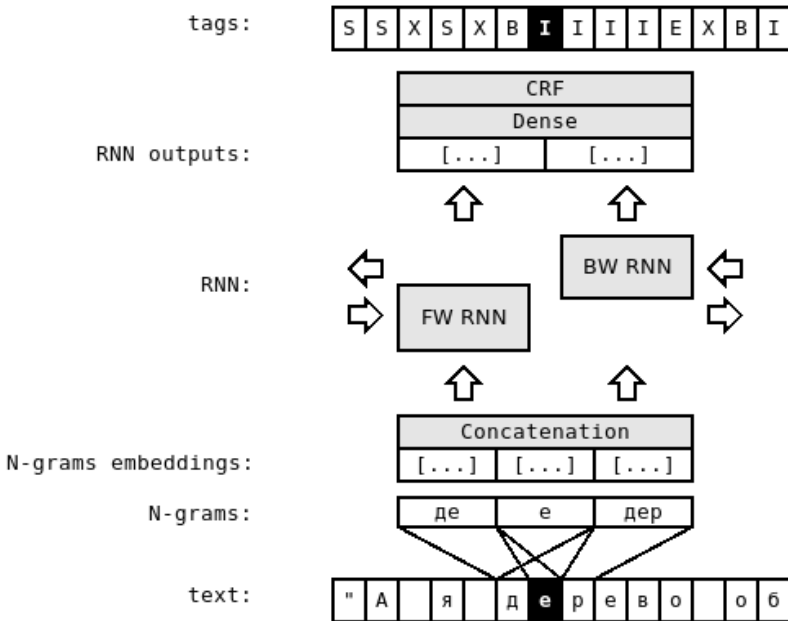 tags: S S X S X B I I I I E X B I
CRF
Dense
RNN outputs: [...] [...]
BW RNN
RNN:
FW RNN
Concatenation
N-grams embeddings: [...] [...] [...]
N-grams: де е дер
text: " А я д е р е в о о б